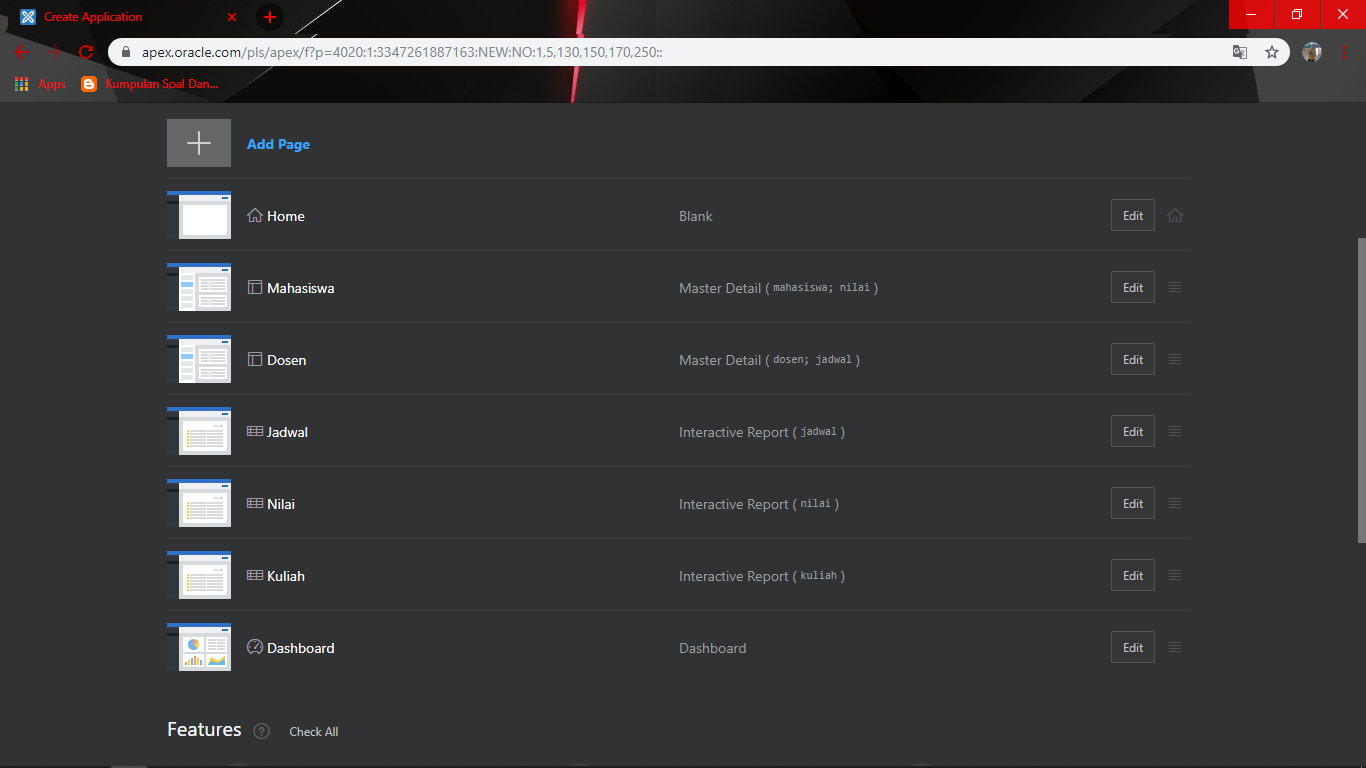 Create Application
apex.oracle.com/pls/apex/f?p=4020:1:3347261887163:NEW:NO:1,5,130,150,170,250::
Apps
Kumpulan Soal Dan...
Add Page
Home Blank Edit
Mahasiswa Master Detail ( mahasiswa; nilai ) Edit
Dosen Master Detail ( dosen; jadwal ) Edit
Jadwal Interactive Report ( jadwal ) Edit
Nilai Interactive Report ( nilai ) Edit
Kuliah Interactive Report ( kuliah ) Edit
Dashboard Dashboard Edit
Features ? Check All